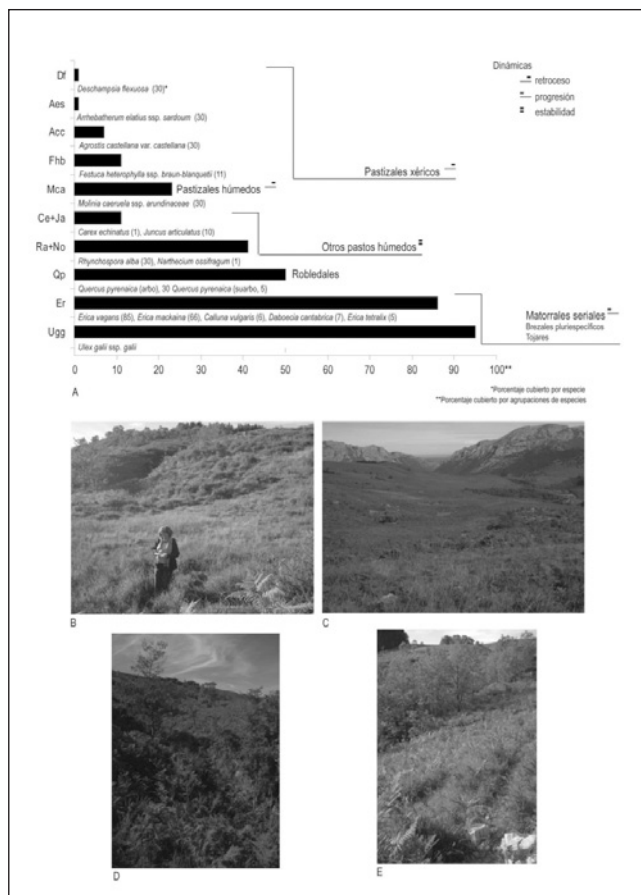 Dinámicas
retroceso
progresión
estabilidad
Df
Deschampsia flexuosa (30)*
Aes
Arrhebatherum elatius ssp. sardoum (30)
Acc
Agrostis castellana var. castellana (30)
Fhb
Festuca heterophylla ssp. braun-blanquetii (11)
Pastizales xéricos
Mca
Pastizales húmedos
Molinia caeruela ssp. arundinaceae (30)
Ce+Ja
Carex echinatus (1), Juncus articulatus (10)
Ra+No
Otros pastos húmedos
Rhynchospora alba (30), Narthecium ossifragum (1)
Qp
Robledales
Quercus pyrenaica (arbo), 30 Quercus pyrenaica (suarbo, 5)
Er
Erica vagans (85), Erica mackaina (66), Calluna vulgaris (6), Daboecia cantabrica (7), Erica tetralix (5)
Matorrales seriales
Brezales pluriespecíficos
Tojares
Ugg
Ulex galii ssp. galii
0 10 20 30 40 50 60 70 80 90 100**
A
*Porcentaje cubierto por especie
**Porcentaje cubierto por agrupaciones de especies
B
C
D
E